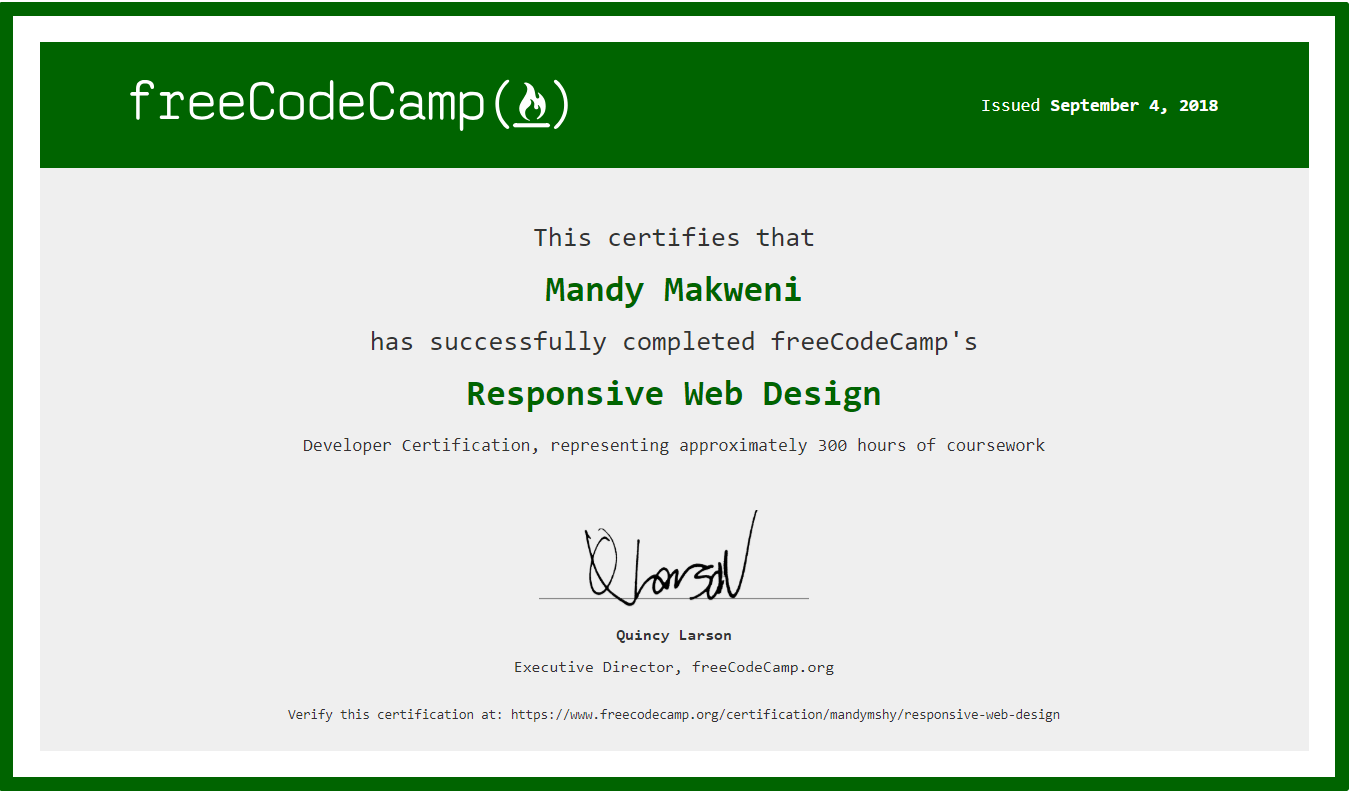 freeCodeCamp(🔥)
Issued September 4, 2018
This certifies that
Mandy Makweni
has successfully completed freeCodeCamp's
Responsive Web Design
Developer Certification, representing approximately 300 hours of coursework
QLarson
Quincy Larson
Executive Director, freeCodeCamp.org
Verify this certification at: https://www.freecodecamp.org/certification/mandymshy/responsive-web-design